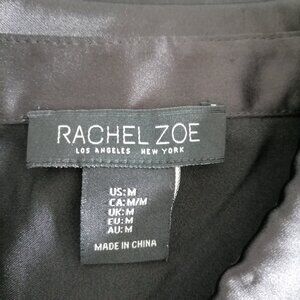 RACHEL ZOE
LOS ANGELES NEW YORK
US:M
CA:M/M
UK:M
EU:M
AU:M
MADE IN CHINA